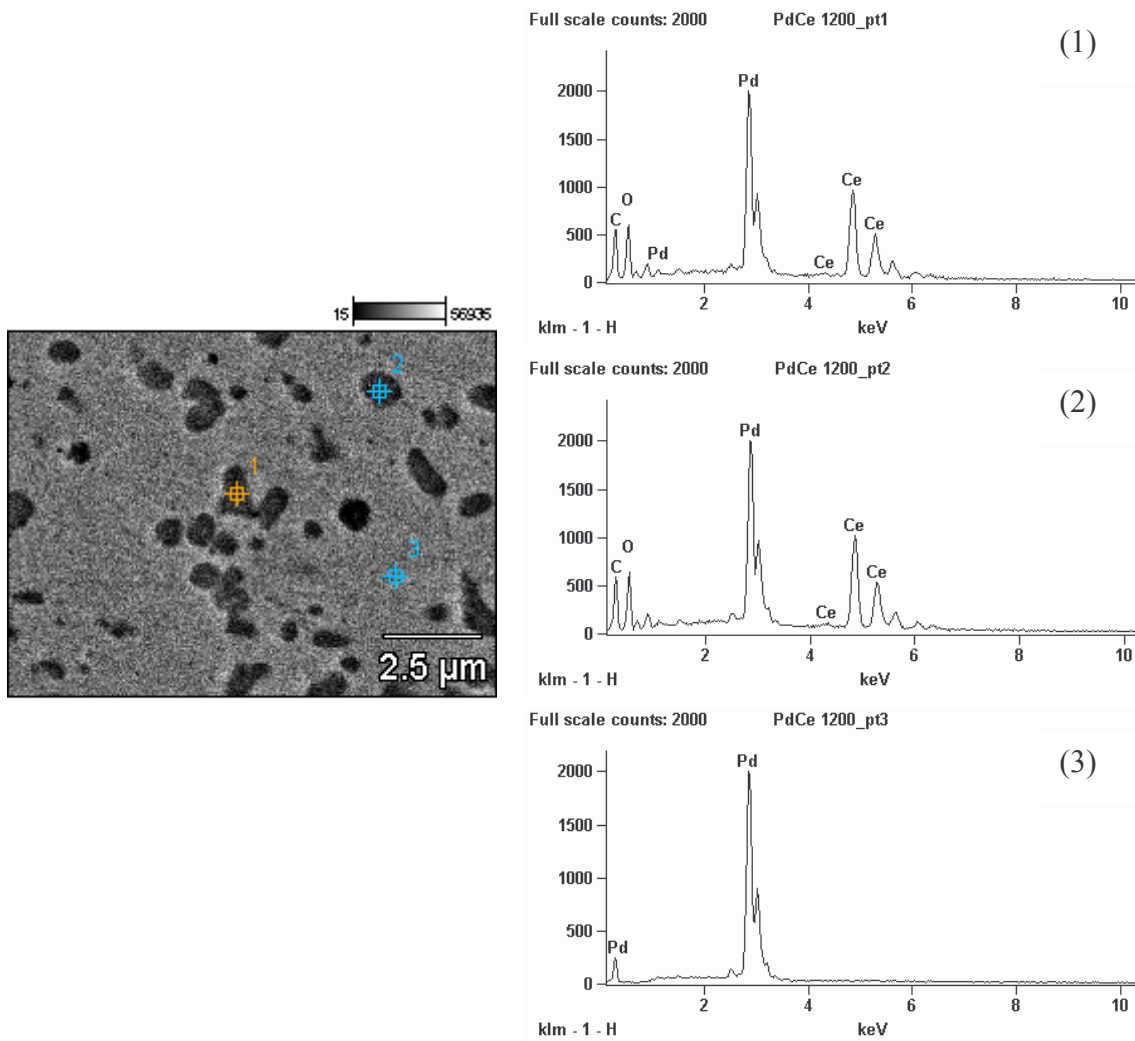 15 56935
1
2
3
2.5 µm
Full scale counts: 2000 PdCe 1200_pt1
(1)
2000
1500
1000
500
0
Pd
Ce
Ce
O
C
Pd
Ce
2 4 6 8 10
klm - 1 - H keV
Full scale counts: 2000 PdCe 1200_pt2
(2)
2000
1500
1000
500
0
Pd
Ce
O
C
Ce
Ce
2 4 6 8 10
klm - 1 - H keV
Full scale counts: 2000 PdCe 1200_pt3
(3)
2000
1500
1000
500
0
Pd
Pd
2 4 6 8 10
klm - 1 - H keV